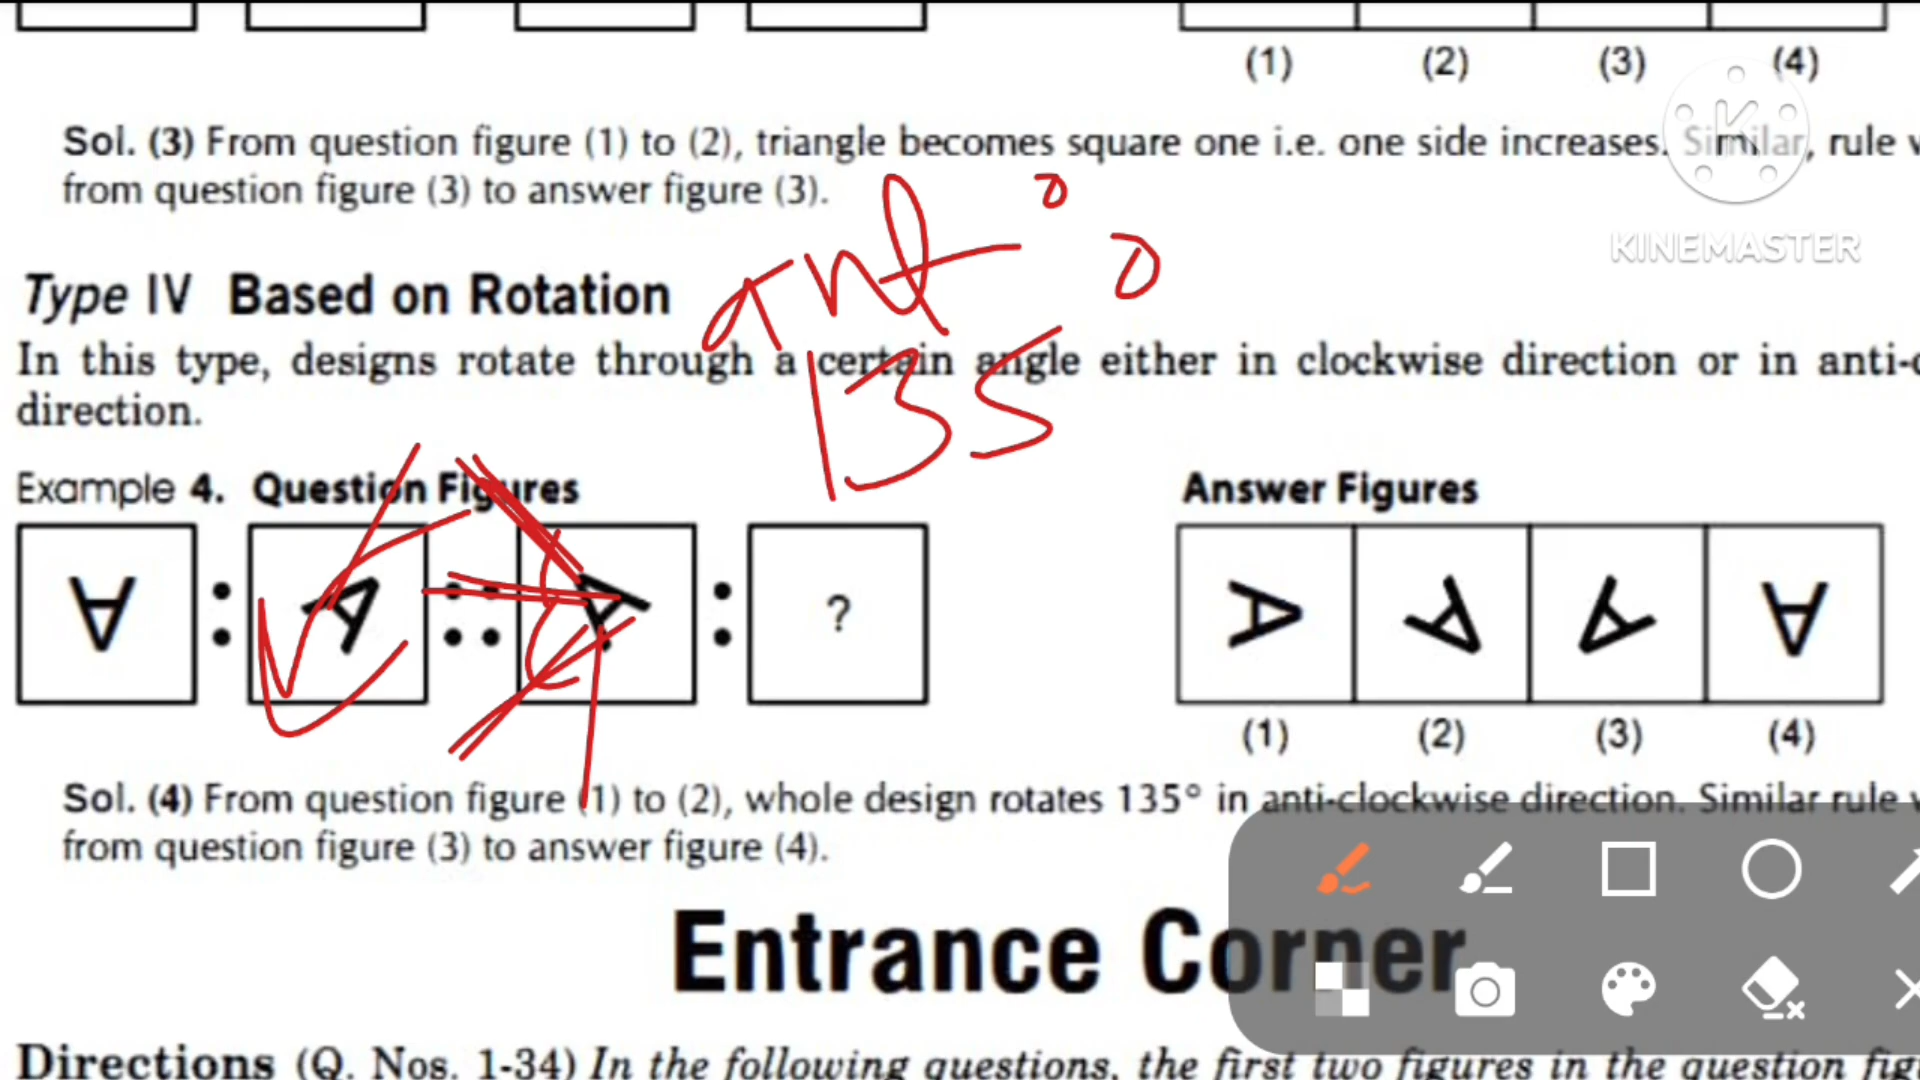 (1) (2) (3) (4)
Sol. (3) From question figure (1) to (2), triangle becomes square one i.e. one side increases. Similar, rule
from question figure (3) to answer figure (3).
KINEMASTER
Type IV Based on Rotation
In this type, designs rotate through a certain angle either in clockwise direction or in anti-
direction.
135
Example 4. Question Figures Answer Figures
∀ : A :: A : ? A A A ∀
(1) (2) (3) (4)
Sol. (4) From question figure (1) to (2), whole design rotates 135° in anti-clockwise direction. Similar rule
from question figure (3) to answer figure (4).
Entrance Corner
Directions (Q. Nos. 1-34) In the following questions, the first two figures in the question